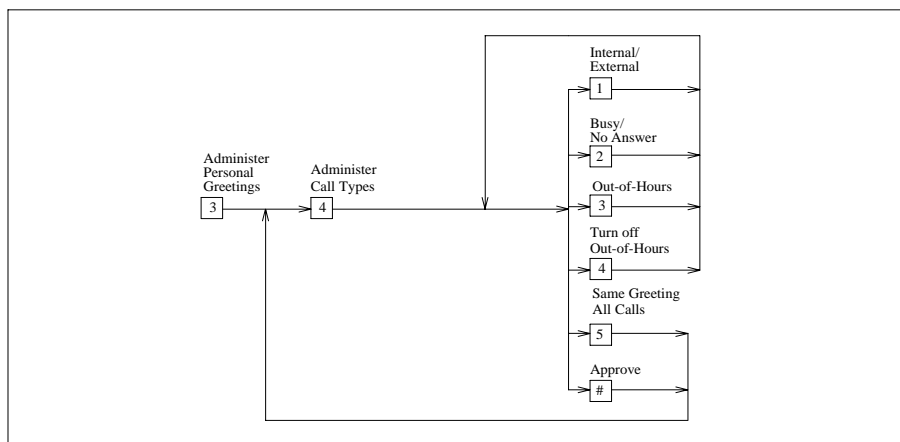 Administer
Personal
Greetings
3
Administer
Call Types
4
Internal/
External
1
Busy/
No Answer
2
Out-of-Hours
3
Turn off
Out-of-Hours
4
Same Greeting
All Calls
5
Approve
#